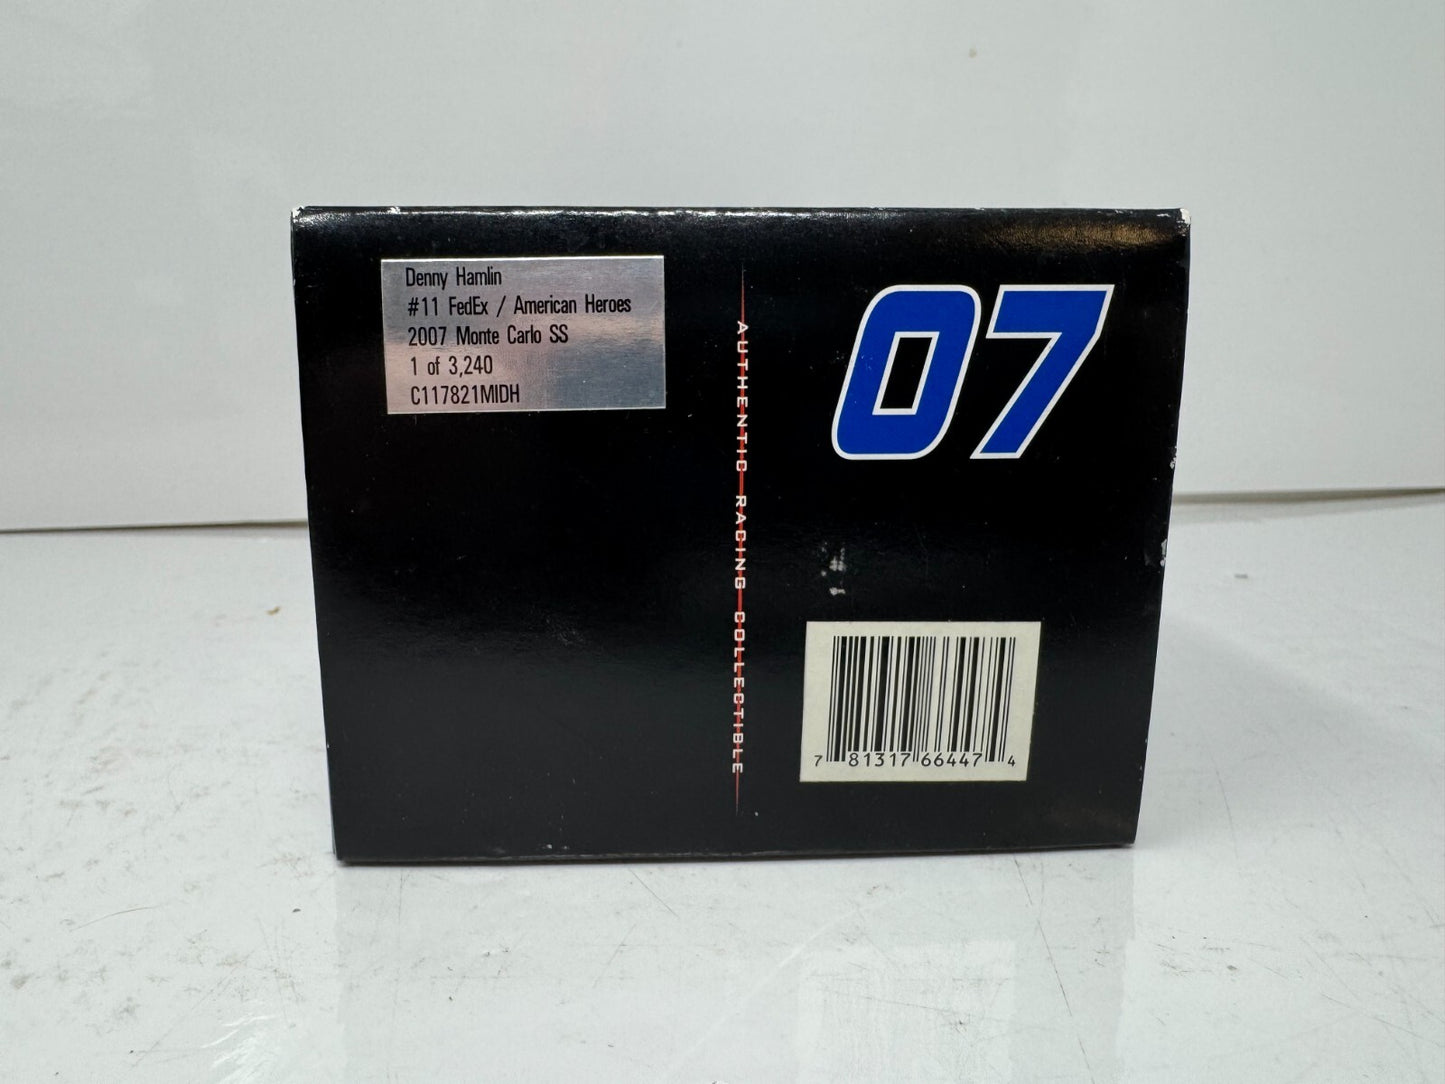 Denny Hamlin
#11 FedEx / American Heroes
2007 Monte Carlo SS
1 of 3,240
C117821MIDH
AUTHENTIC RACING COLLECTIBLE
07
7 81317 66447 4